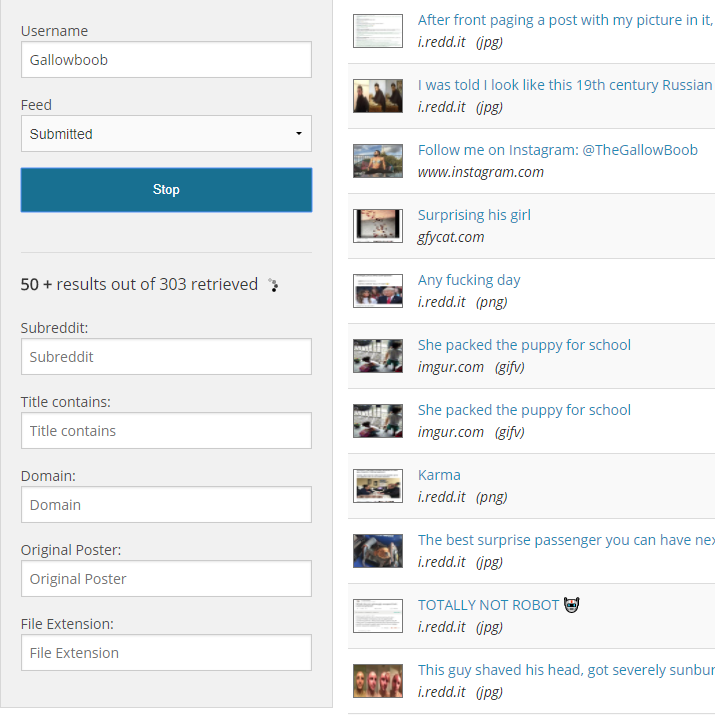 Username
Gallowboob
Feed
Submitted
Stop
50 + results out of 303 retrieved
Subreddit:
Subreddit
Title contains:
Title contains
Domain:
Domain
Original Poster:
Original Poster
File Extension:
File Extension
After front paging a post with my picture in it,
i.redd.it (jpg)
I was told I look like this 19th century Russian
i.redd.it (jpg)
Follow me on Instagram: @TheGallowBoob
www.instagram.com
Surprising his girl
gfycat.com
Any fucking day
i.redd.it (png)
She packed the puppy for school
imgur.com (gifv)
She packed the puppy for school
imgur.com (gifv)
Karma
i.redd.it (png)
The best surprise passenger you can have nex
i.redd.it (jpg)
TOTALLY NOT ROBOT
i.redd.it (jpg)
This guy shaved his head, got severely sunbur
i.redd.it (jpg)